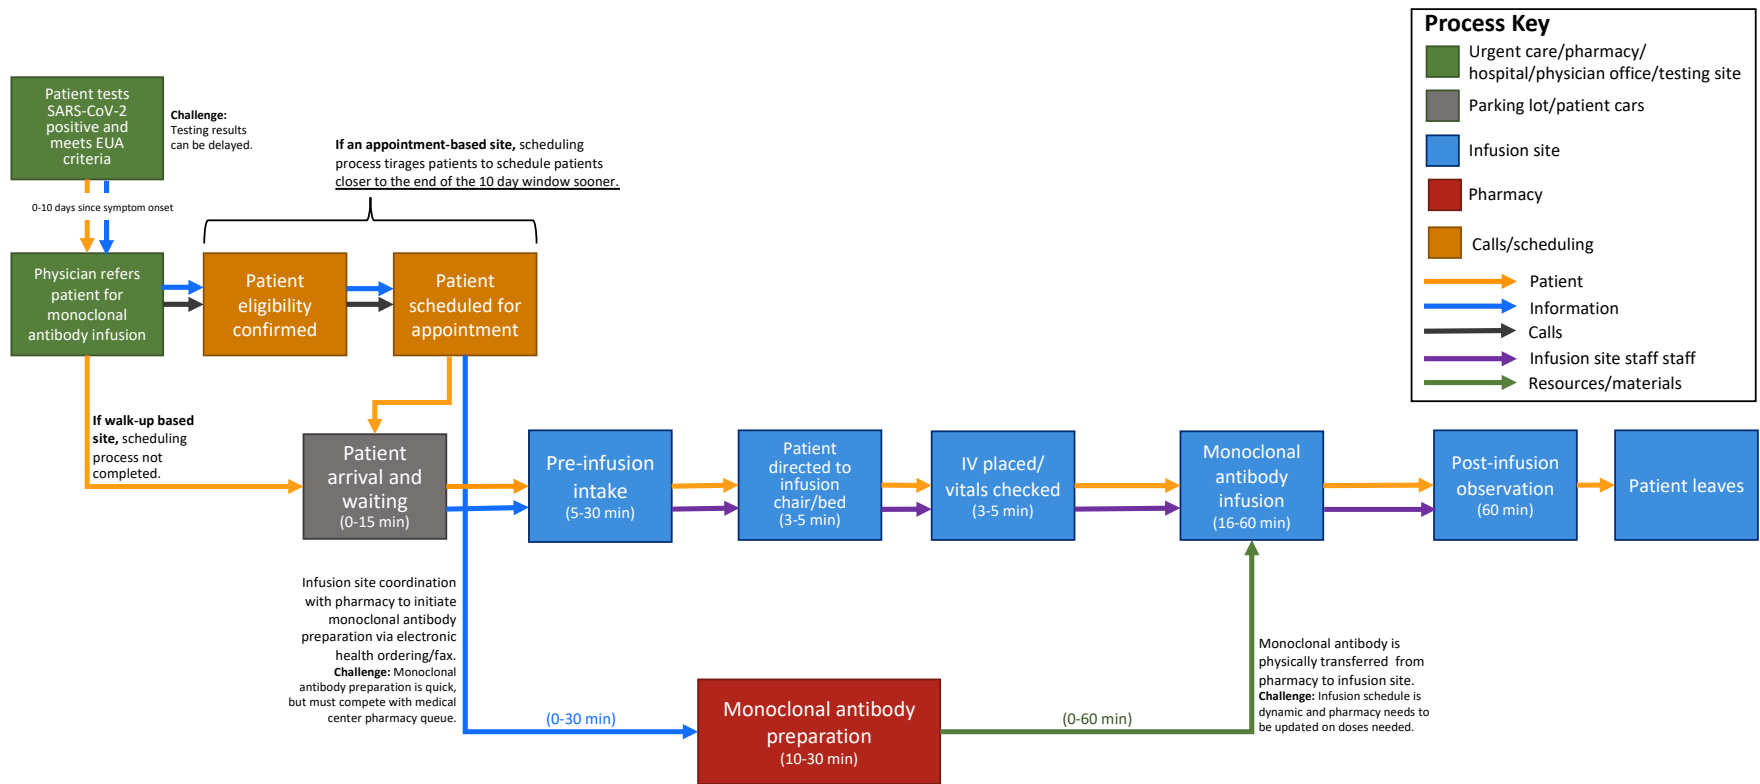 Process Key
Urgent care/pharmacy/
hospital/physician office/testing site
Parking lot/patient cars
Infusion site
Pharmacy
Calls/scheduling
Patient
Information
Calls
Infusion site staff staff
Resources/materials
Patient tests
SARS-CoV-2
positive and
meets EUA
criteria
Challenge:
Testing results
can be delayed.
0-10 days since symptom onset
If an appointment-based site, scheduling
process tirages patients to schedule patients
closer to the end of the 10 day window sooner.
Physician refers
patient for
monoclonal
antibody infusion
Patient
eligibility
confirmed
Patient
scheduled for
appointment
If walk-up based
site, scheduling
process not
completed.
Patient
arrival and
waiting
(0-15 min)
Pre-infusion
intake
(5-30 min)
Patient
directed to
infusion
chair/bed
(3-5 min)
IV placed/
vitals checked
(3-5 min)
Monoclonal
antibody
infusion
(16-60 min)
Post-infusion
observation
(60 min)
Patient leaves
Infusion site coordination
with pharmacy to initiate
monoclonal antibody
preparation via electronic
health ordering/fax.
Challenge: Monoclonal
antibody preparation is quick,
but must compete with medical
center pharmacy queue.
(0-30 min)
Monoclonal antibody
preparation
(10-30 min)
(0-60 min)
Monoclonal antibody is
physically transferred from
pharmacy to infusion site.
Challenge: Infusion schedule is
dynamic and pharmacy needs to
be updated on doses needed.